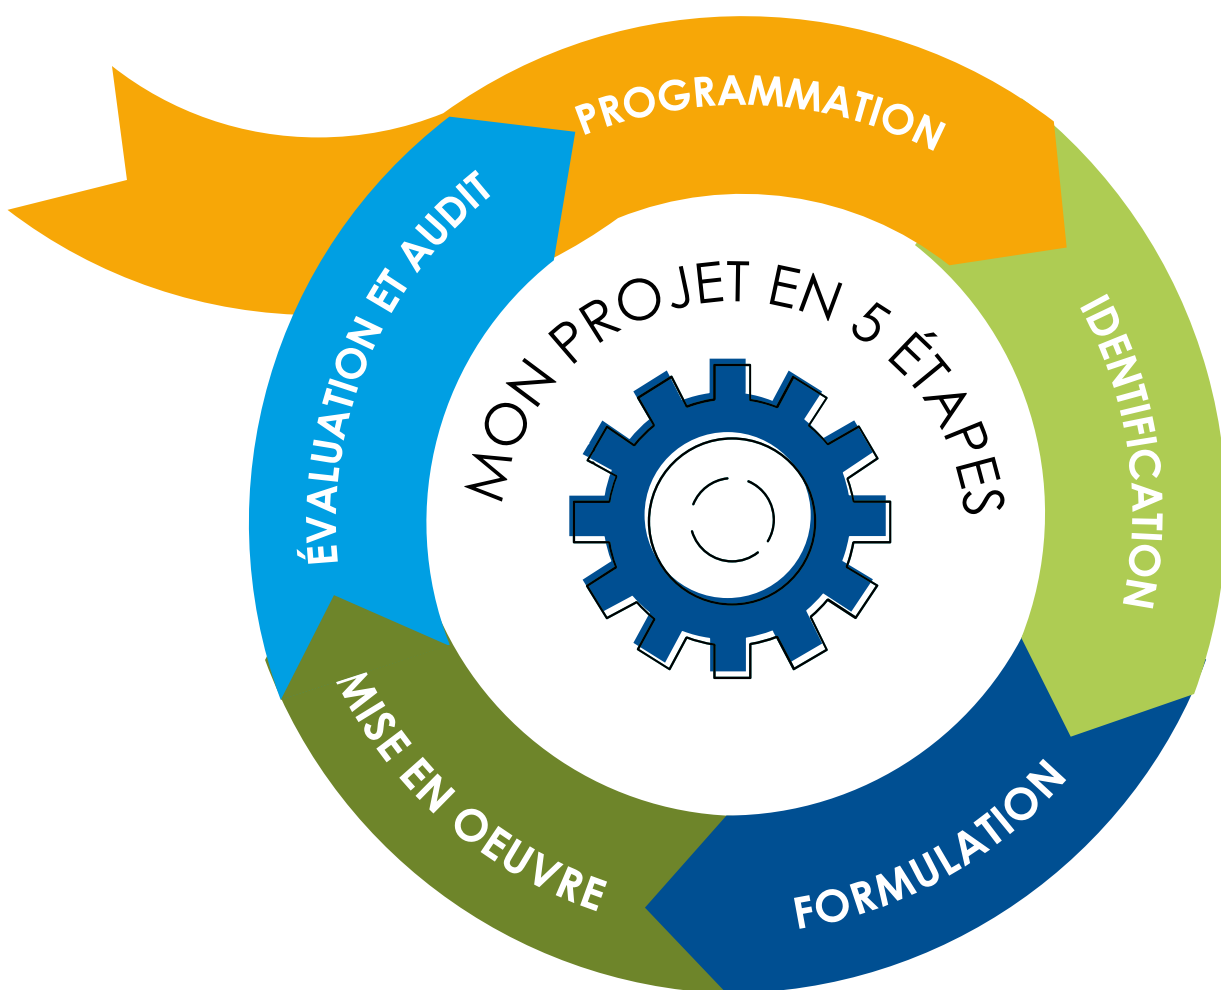 MON PROJET EN 5 ÉTAPES
PROGRAMMATION
IDENTIFICATION
FORMULATION
MISE EN OEUVRE
ÉVALUATION ET AUDIT